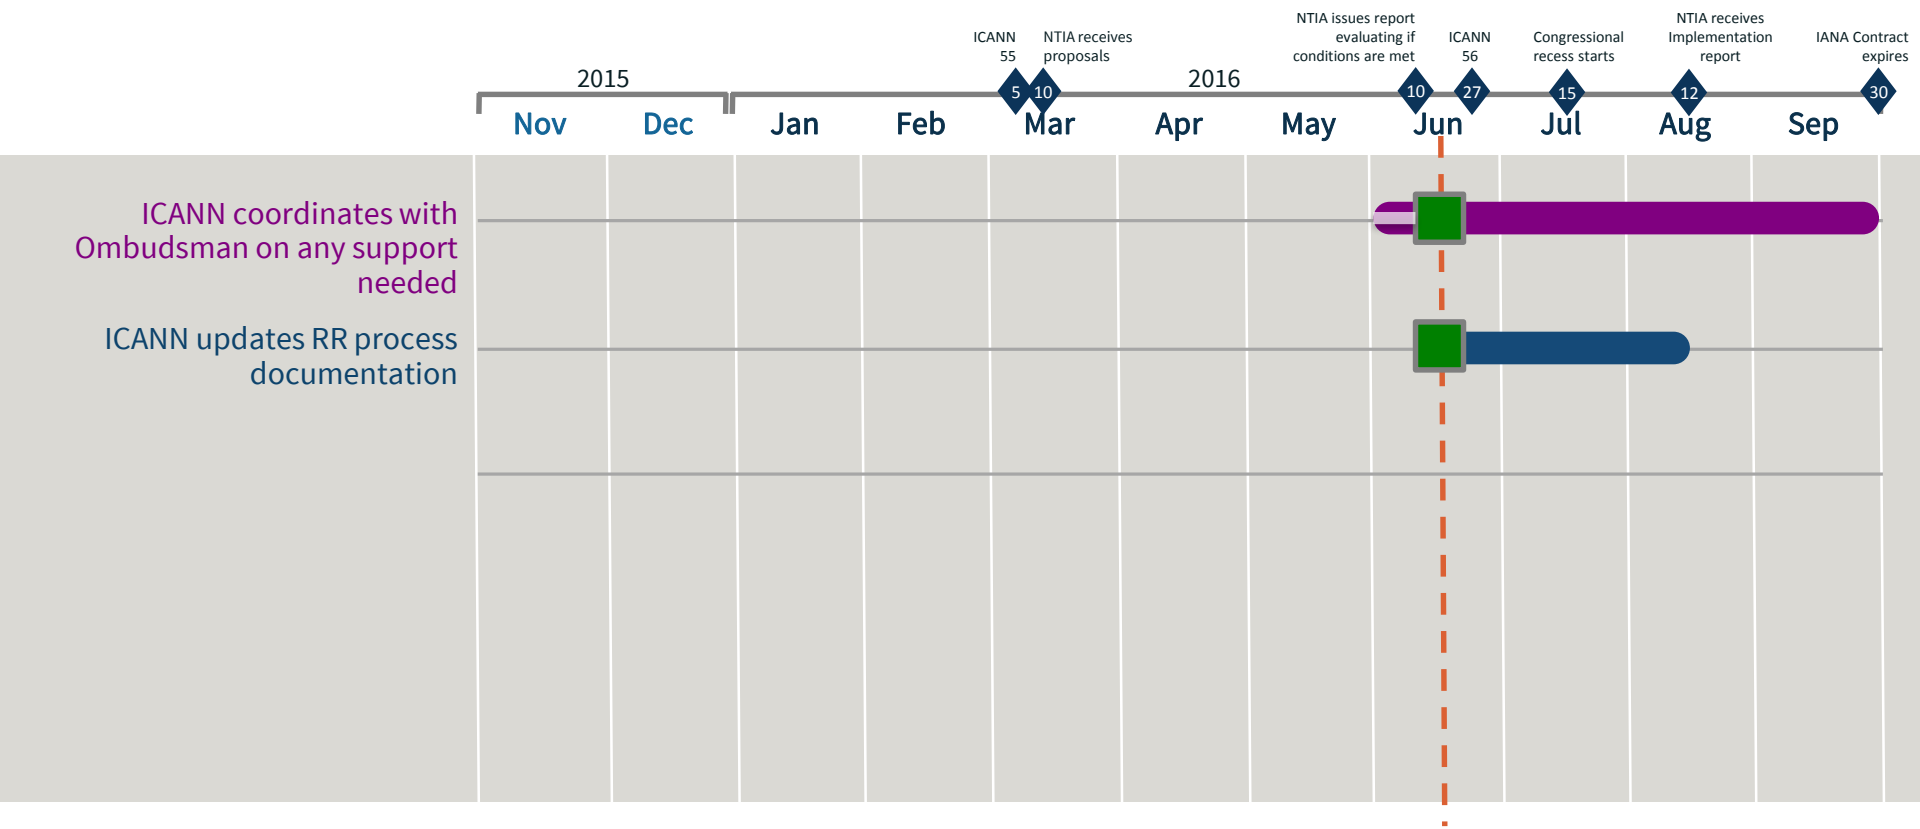 NTIA issues report
evaluating if
conditions are met
NTIA receives
Implementation
report
ICANN
55
NTIA receives
proposals
ICANN
56
Congressional
recess starts
IANA Contract
expires
2015
2016
5
10
10
27
15
12
30
Nov
Dec
Jan
Feb
Mar
Apr
May
Jun
Jul
Aug
Sep
ICANN coordinates with
Ombudsman on any support
needed
ICANN updates RR process
documentation